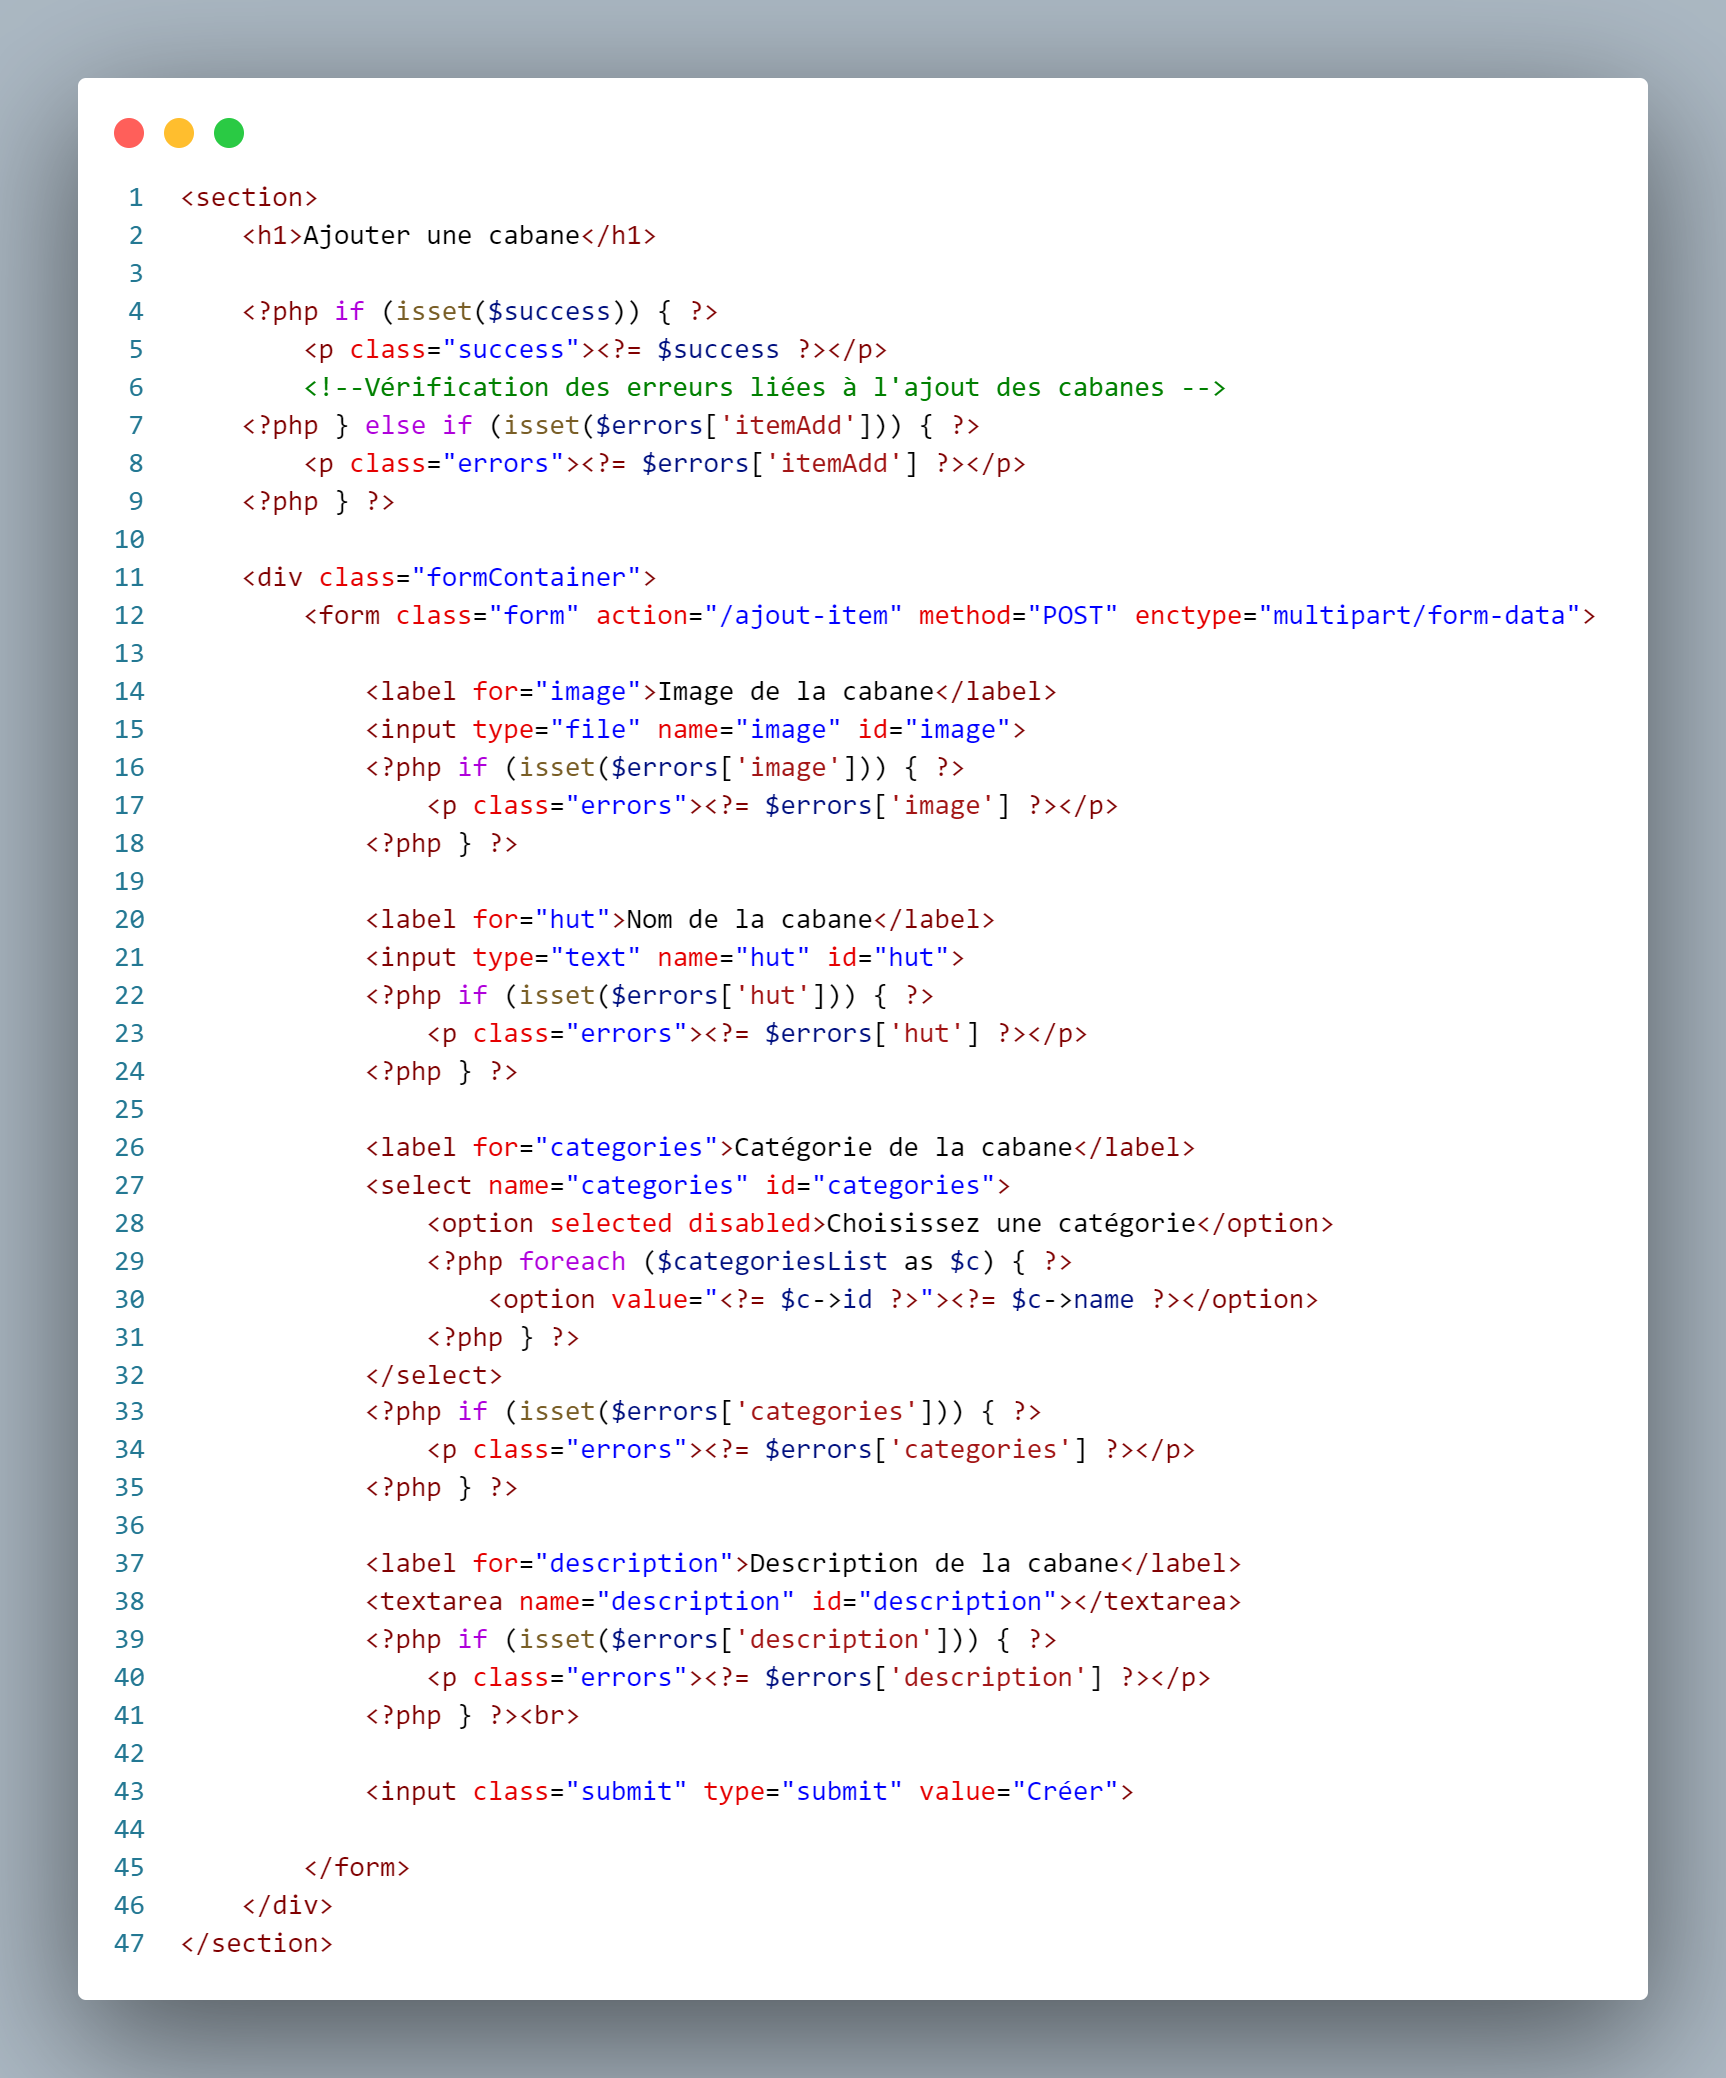 1 <section>
2     <h1>Ajouter une cabane</h1>
3
4     <?php if (isset($success)) { ?>
5         <p class="success"><?= $success ?></p>
6         <!--Vérification des erreurs liées à l'ajout des cabanes -->
7     <?php } else if (isset($errors['itemAdd'])) { ?>
8         <p class="errors"><?= $errors['itemAdd'] ?></p>
9     <?php } ?>
10
11     <div class="formContainer">
12         <form class="form" action="/ajout-item" method="POST" enctype="multipart/form-data">
13
14             <label for="image">Image de la cabane</label>
15             <input type="file" name="image" id="image">
16             <?php if (isset($errors['image'])) { ?>
17                 <p class="errors"><?= $errors['image'] ?></p>
18             <?php } ?>
19
20             <label for="hut">Nom de la cabane</label>
21             <input type="text" name="hut" id="hut">
22             <?php if (isset($errors['hut'])) { ?>
23                 <p class="errors"><?= $errors['hut'] ?></p>
24             <?php } ?>
25
26             <label for="categories">Catégorie de la cabane</label>
27             <select name="categories" id="categories">
28                 <option selected disabled>Choisissez une catégorie</option>
29                 <?php foreach ($categoriesList as $c) { ?>
30                     <option value="<?= $c->id ?>"><?= $c->name ?></option>
31                 <?php } ?>
32             </select>
33             <?php if (isset($errors['categories'])) { ?>
34                 <p class="errors"><?= $errors['categories'] ?></p>
35             <?php } ?>
36
37             <label for="description">Description de la cabane</label>
38             <textarea name="description" id="description"></textarea>
39             <?php if (isset($errors['description'])) { ?>
40                 <p class="errors"><?= $errors['description'] ?></p>
41             <?php } ?><br>
42
43             <input class="submit" type="submit" value="Créer">
44
45         </form>
46     </div>
47 </section>